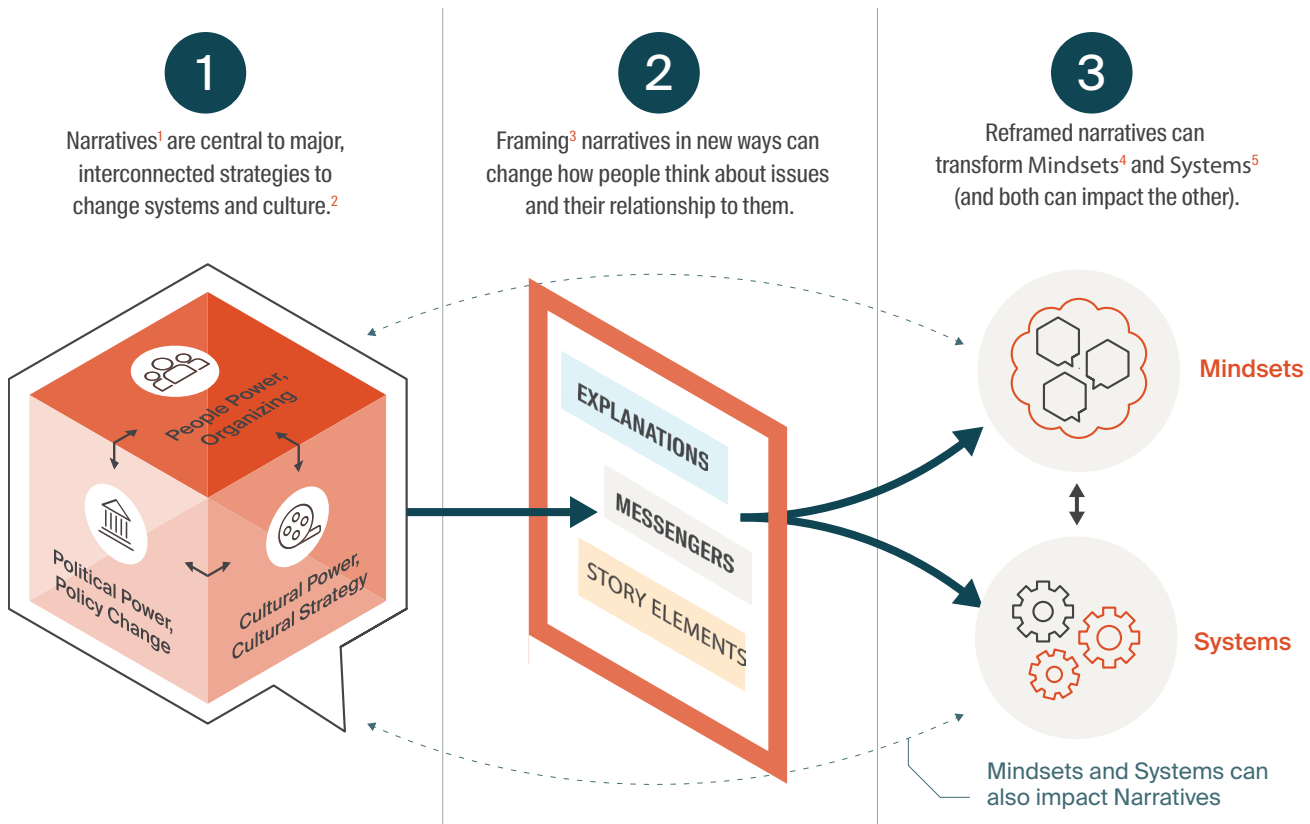 1
Narratives¹ are central to major,
interconnected strategies to
change systems and culture.²
People Power,
Organizing
Political Power,
Policy Change
Cultural Power,
Cultural Strategy
2
Framing³ narratives in new ways can
change how people think about issues
and their relationship to them.
EXPLANATIONS
MESSENGERS
STORY ELEMENTS
3
Reframed narratives can
transform Mindsets⁴ and Systems⁵
(and both can impact the other).
Mindsets
Systems
Mindsets and Systems can
also impact Narratives